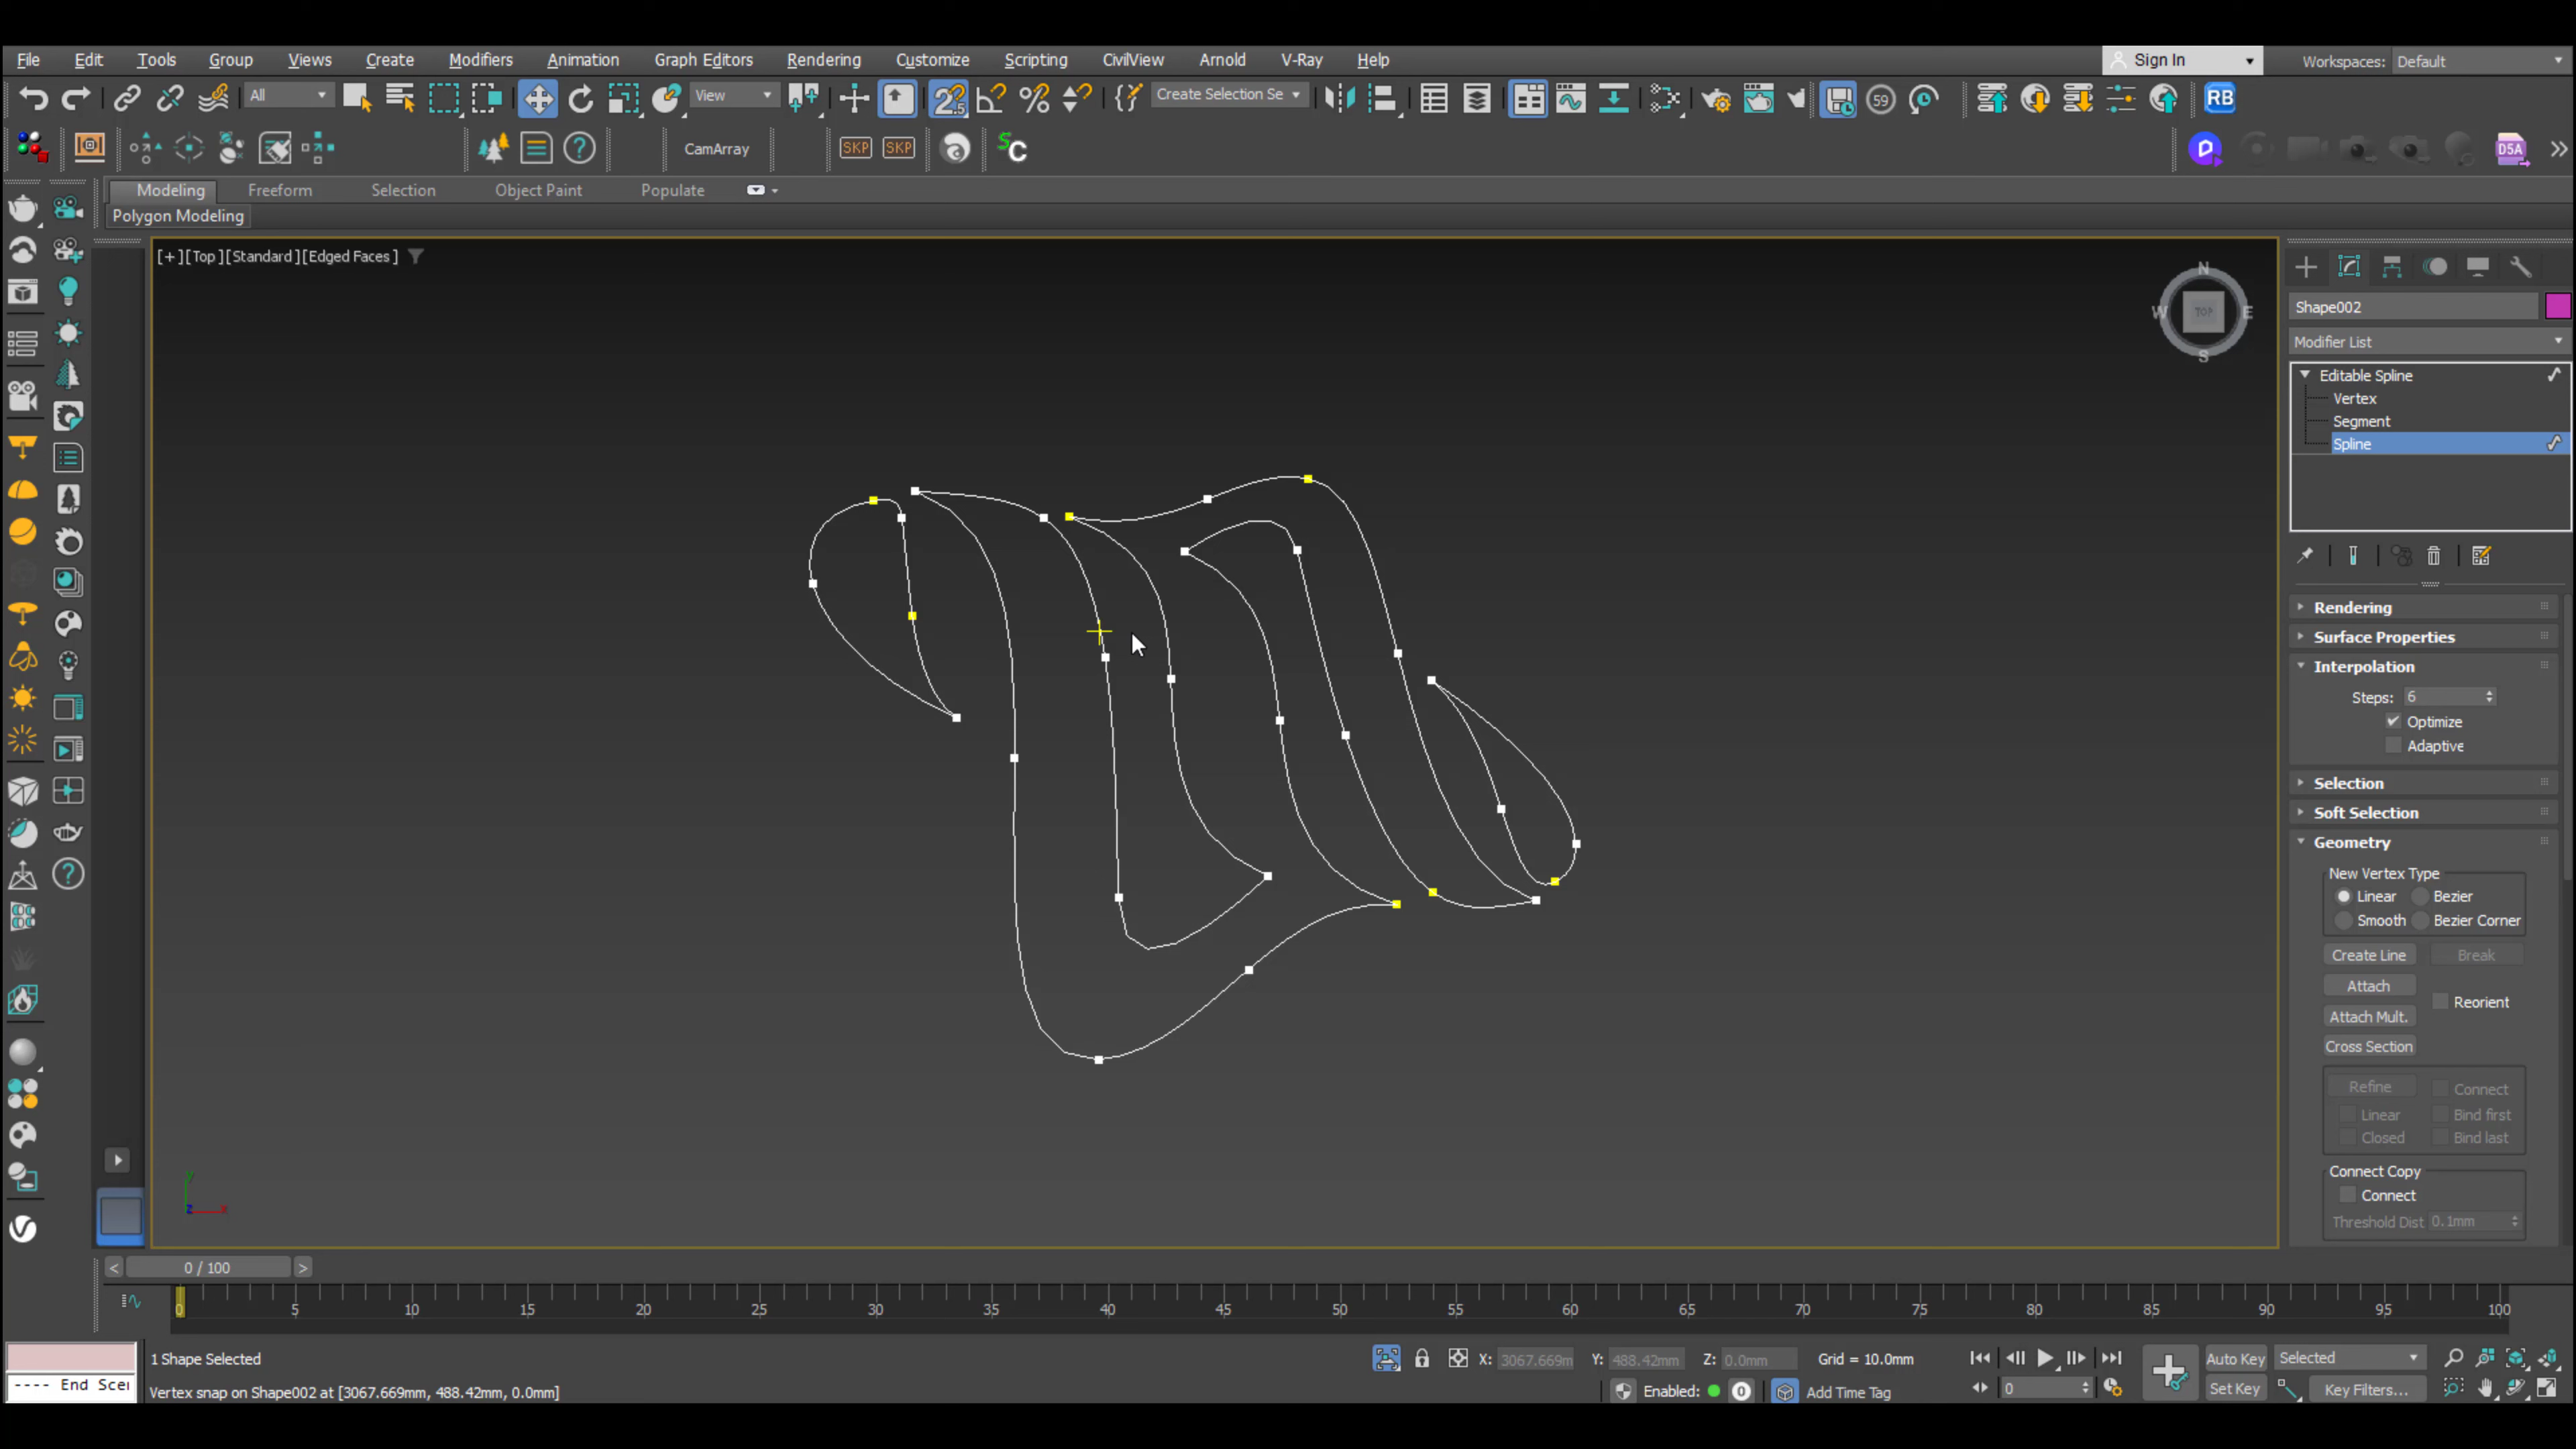 File Edit Tools Group Views Create Modifiers Animation Graph Editors Rendering Customize Scripting CivilView Arnold V-Ray Help Sign In Workspaces: Default
All View 2.5 Create Selection Se 59 RB
CamArray SKP SKP S C D5A
Modeling Freeform Selection Object Paint Populate
Polygon Modeling
[+][Top][Standard][Edged Faces]
N
W TOP E
S
Shape002
Modifier List
Editable Spline
Vertex
Segment
Spline
Rendering
Surface Properties
Interpolation
Steps: 6
Optimize
Adaptive
Selection
Soft Selection
Geometry
New Vertex Type
Linear Bezier
Smooth Bezier Corner
Create Line Break
Attach
Reorient
Attach Mult.
Cross Section
Refine Connect
Linear Bind first
Closed Bind last
Connect Copy
Connect
Threshold Dist 0.1mm
y
z x
< 0 / 100 >
0 5 10 15 20 25 30 35 40 45 50 55 60 65 70 75 80 85 90 95 100
1 Shape Selected X: 3067.669m Y: 488.42mm Z: 0.0mm Grid = 10.0mm Auto Key Selected
---- End Scer Vertex snap on Shape002 at [3067.669mm, 488.42mm, 0.0mm] Enabled: 0 Add Time Tag 0 Set Key Key Filters...